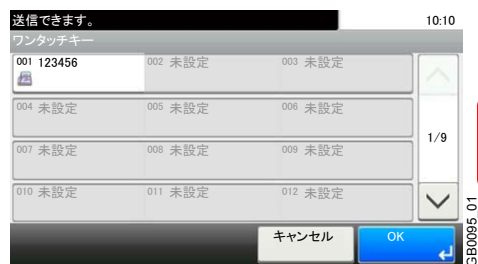 送信できます。 10:10
ワンタッチキー
001 123456 002 未設定 003 未設定
004 未設定 005 未設定 006 未設定
1/9
007 未設定 008 未設定 009 未設定
010 未設定 011 未設定 012 未設定
キャンセル OK
GB0095_01